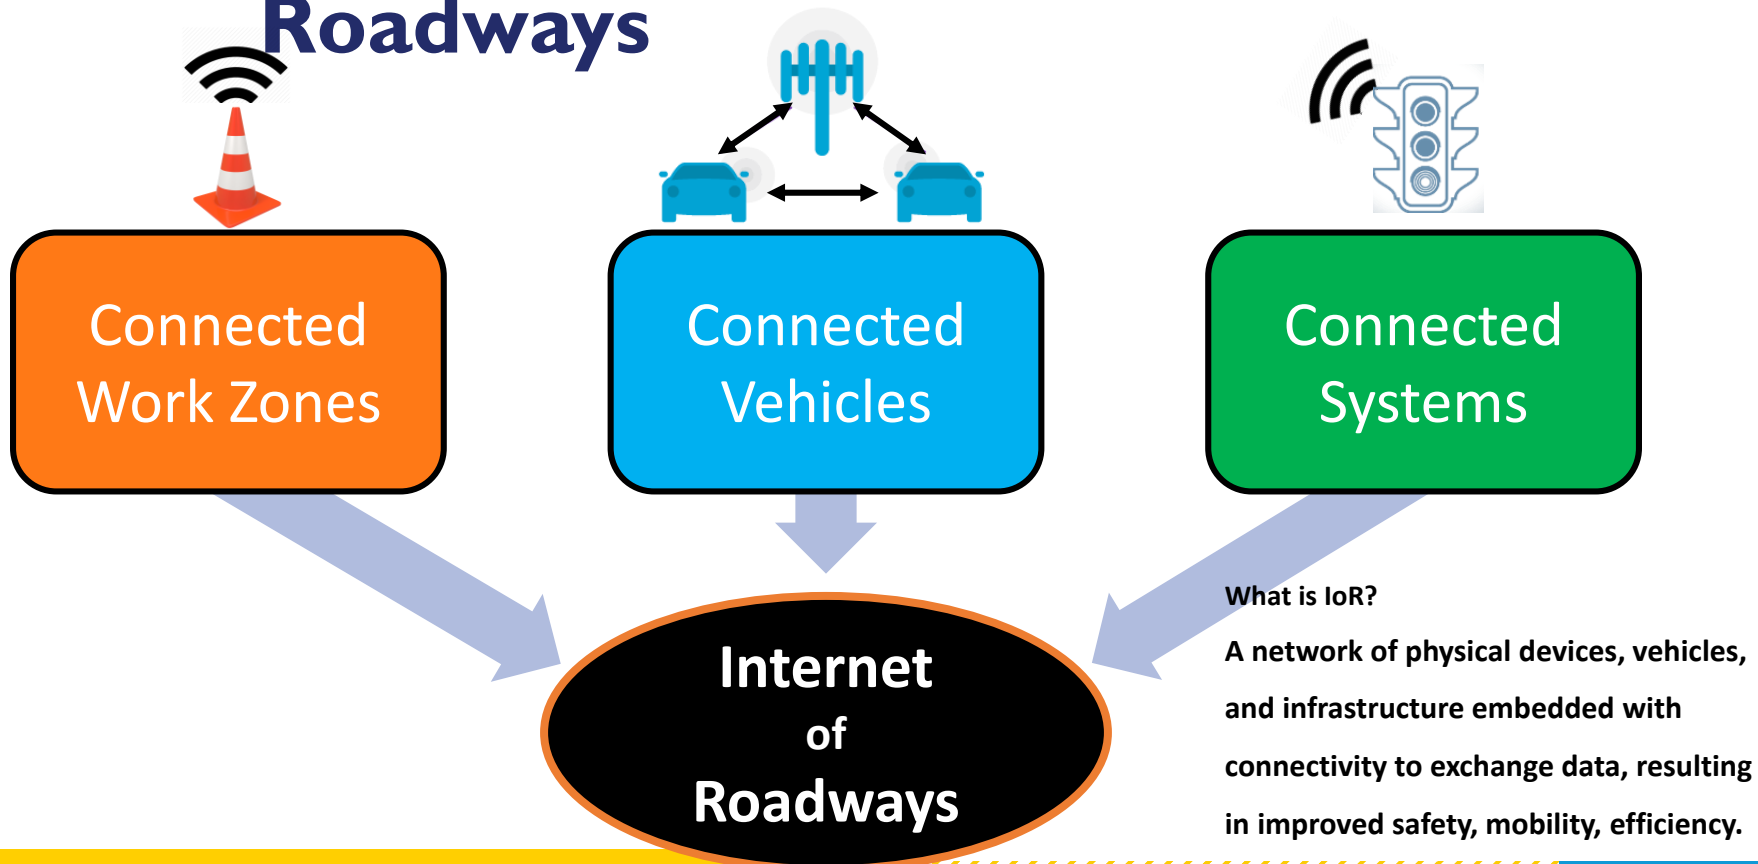 Roadways
Connected
Work Zones
Connected
Vehicles
Connected
Systems
Internet
of
Roadways
What is IoR?
A network of physical devices, vehicles,
and infrastructure embedded with
connectivity to exchange data, resulting
in improved safety, mobility, efficiency.